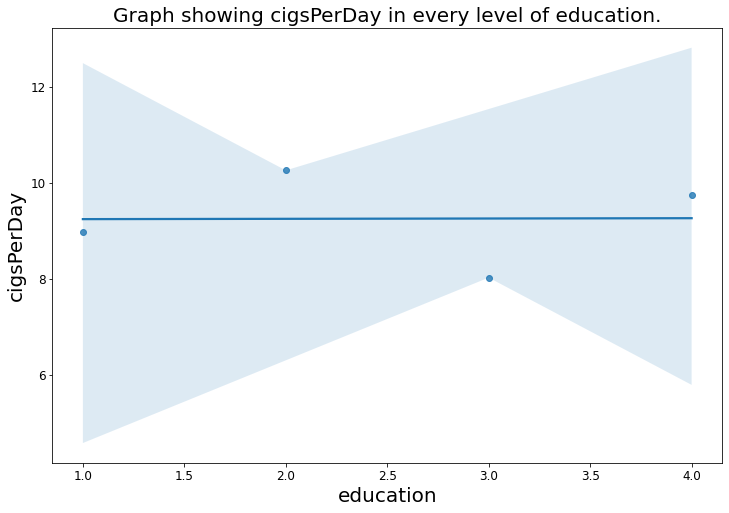 Graph showing cigsPerDay in every level of education.
12
10
8
6
cigsPerDay
1.0 1.5 2.0 2.5 3.0 3.5 4.0
education